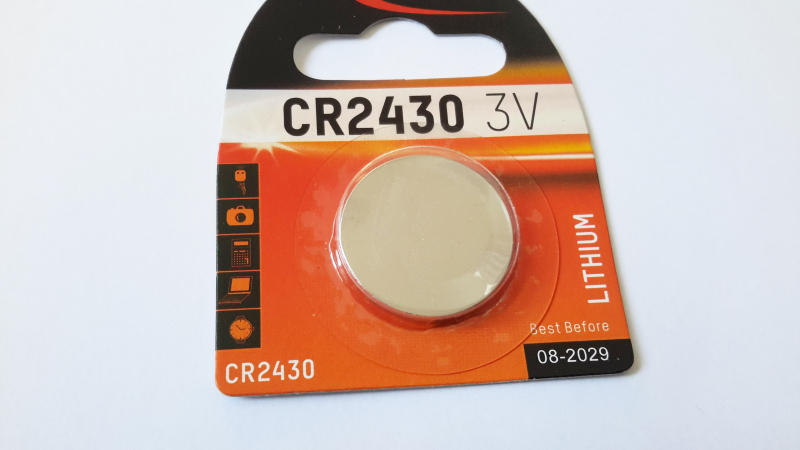 CR2430 3V
LITHIUM
Best Before
08-2029
CR2430